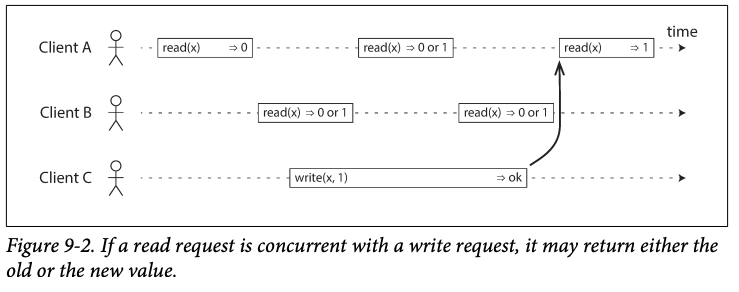 time
Client A read(x) ⇒ 0 read(x) ⇒ 0 or 1 read(x) ⇒ 1
Client B read(x) ⇒ 0 or 1 read(x) ⇒ 0 or 1
Client C write(x, 1) ⇒ ok
Figure 9-2. If a read request is concurrent with a write request, it may return either the
old or the new value.